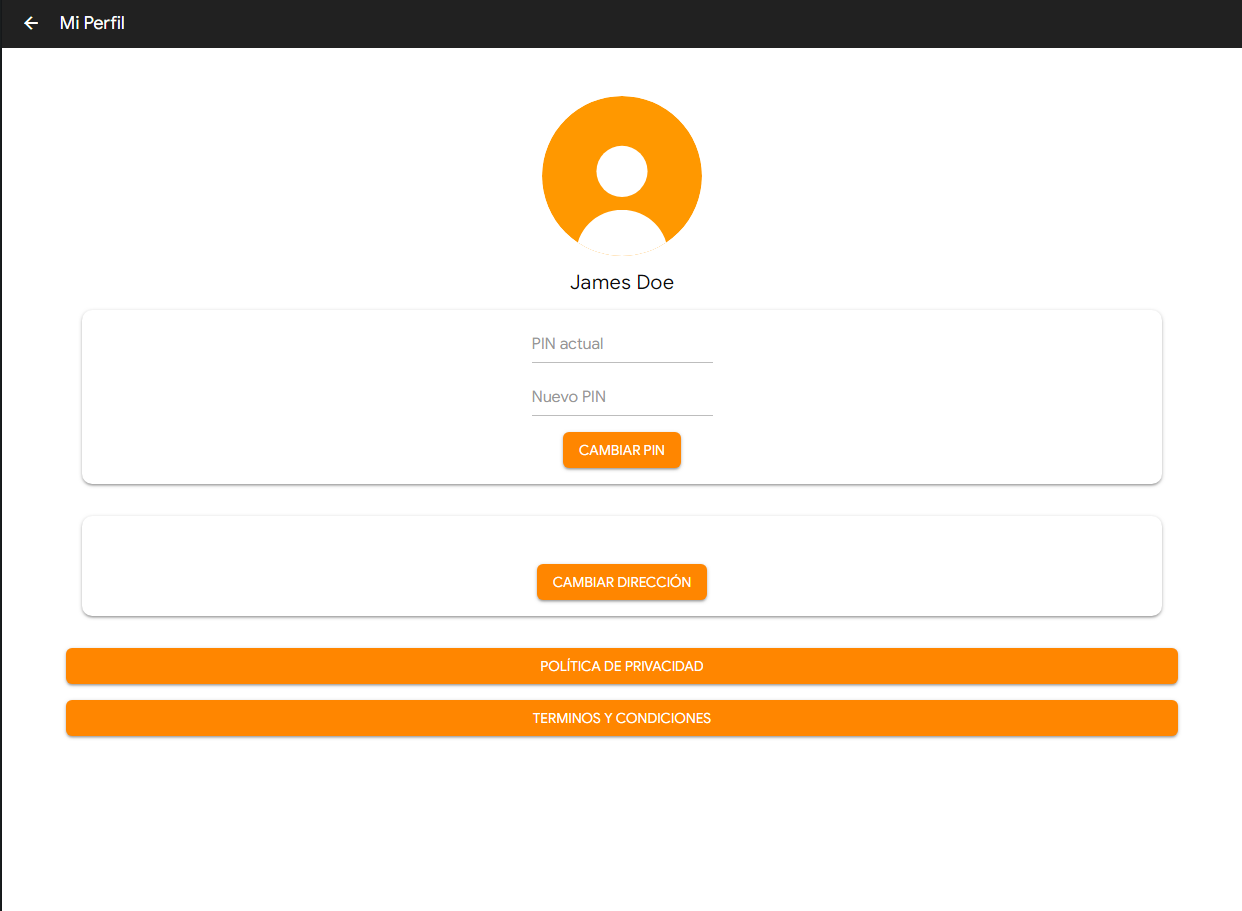 Mi Perfil
James Doe
PIN actual
Nuevo PIN
CAMBIAR PIN
CAMBIAR DIRECCIÓN
POLÍTICA DE PRIVACIDAD
TERMINOS Y CONDICIONES